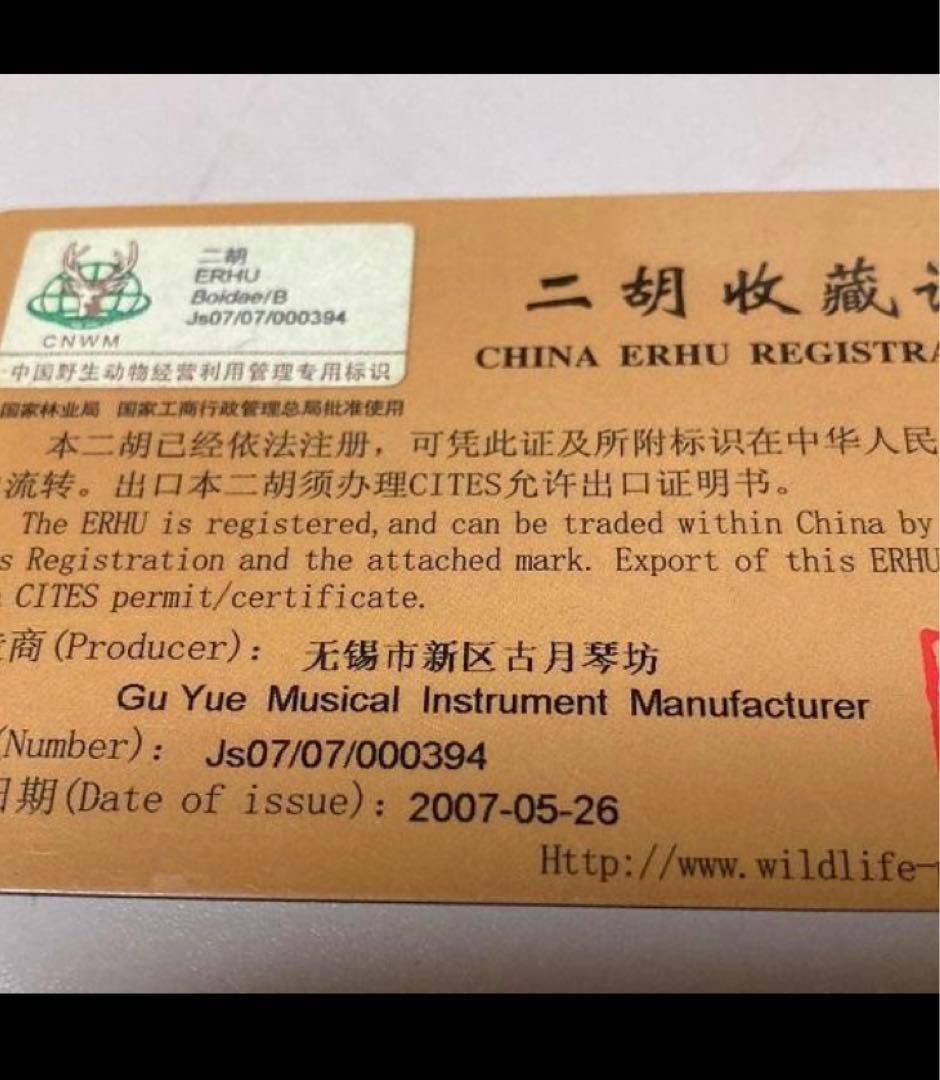 二胡
ERHU
Boidae/B
Js07/07/000394
CNWM
中国野生动物经营利用管理专用标识
国家林业局 国家工商行政管理总局批准使用
二胡收藏
CHINA ERHU REGISTRA
本二胡已经依法注册，可凭此证及所附标识在中华人民
流转。出口本二胡须办理CITES允许出口证明书。
The ERHU is registered,and can be traded within China by
s Registration and the attached mark. Export of this ERHU
CITES permit/certificate.
商(Producer)： 无锡市新区古月琴坊
Gu Yue Musical Instrument Manufacturer
(Number)： Js07/07/000394
日期(Date of issue)：2007-05-26
Http://www.wildlife-